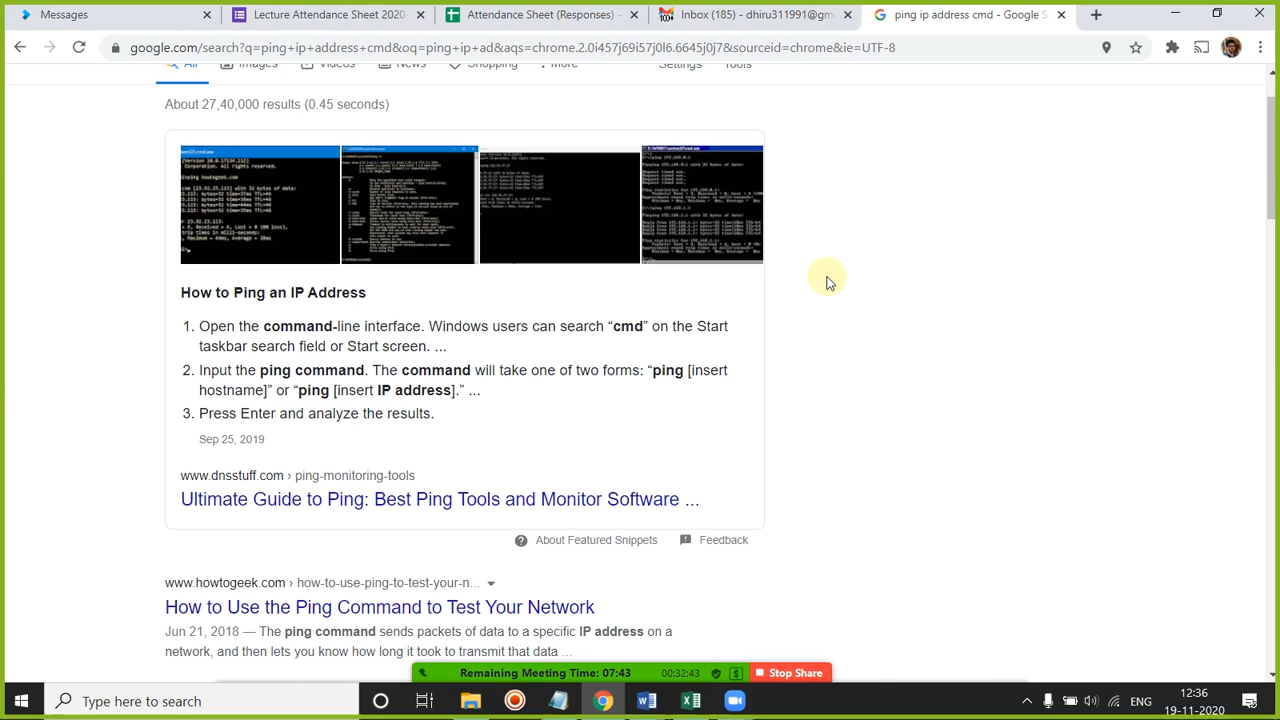 Messages
Lecture Attendance Sheet 2020-
Attendance Sheet (Responses) -
100+
Inbox (185) - dhiru311991@gm
ping ip address cmd - Google S
google.com/search?q=ping+ip+address+cmd&oq=ping+ip+ad&aqs=chrome.2.0i457j69i57j0l6.6645j0j7&sourceid=chrome&ie=UTF-8
All Images Videos News Shopping More Settings Tools
About 27,40,000 results (0.45 seconds)
How to Ping an IP Address
1. Open the command-line interface. Windows users can search “cmd” on the Start
taskbar search field or Start screen. ...
2. Input the ping command. The command will take one of two forms: “ping [insert
hostname]” or “ping [insert IP address].” ...
3. Press Enter and analyze the results.
Sep 25, 2019
www.dnsstuff.com › ping-monitoring-tools
Ultimate Guide to Ping: Best Ping Tools and Monitor Software ...
About Featured Snippets Feedback
www.howtogeek.com › how-to-use-ping-to-test-your-n...
How to Use the Ping Command to Test Your Network
Jun 21, 2018 — The ping command sends packets of data to a specific IP address on a
network, and then lets you know how long it took to transmit that data ...
Remaining Meeting Time: 07:43 00:32:43 Stop Share
Type here to search
ENG
12:36
19-11-2020